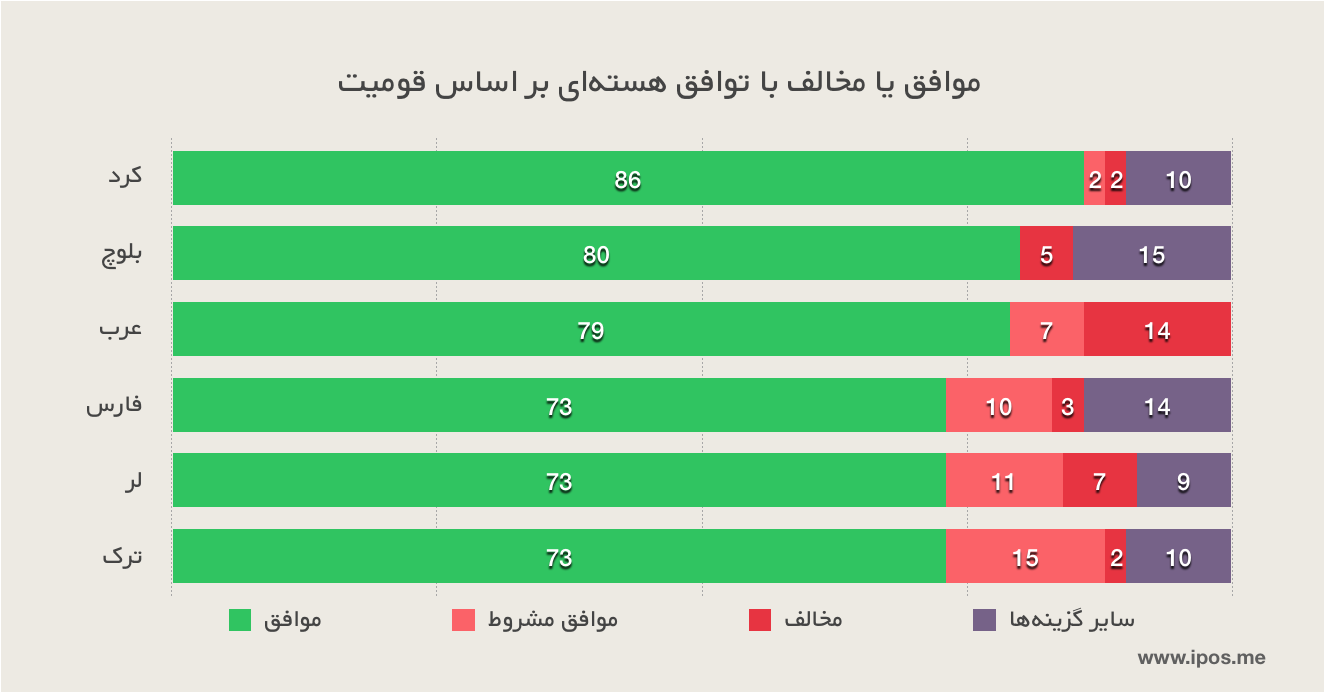 موافق یا مخالف با توافق هسته‌ای بر اساس قومیت
کرد 86 2 2 10
بلوچ 80 5 15
عرب 79 7 14
فارس 73 10 3 14
لر 73 11 7 9
ترک 73 15 2 10
موافق موافق مشروط مخالف سایر گزینه‌ها
www.ipos.me